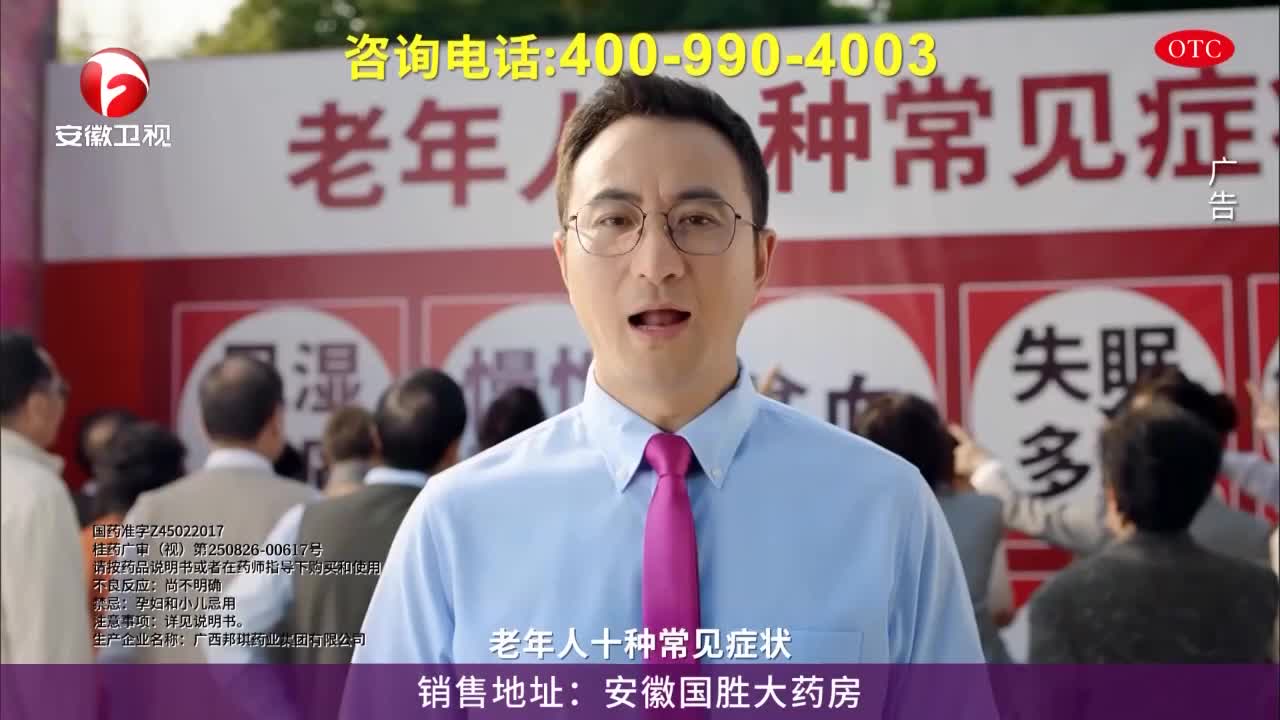 咨询电话:400-990-4003
OTC
安徽卫视
老年人 种常见症
广告
湿
慢性
血
失眠
多
国药准字Z45022017
桂药广审（视）第250826-00617号
请按药品说明书或者在药师指导下购买和使用
不良反应：尚不明确
禁忌：孕妇和小儿忌用
注意事项：详见说明书。
生产企业名称：广西邦琪药业集团有限公司
老年人十种常见症状
销售地址：安徽国胜大药房